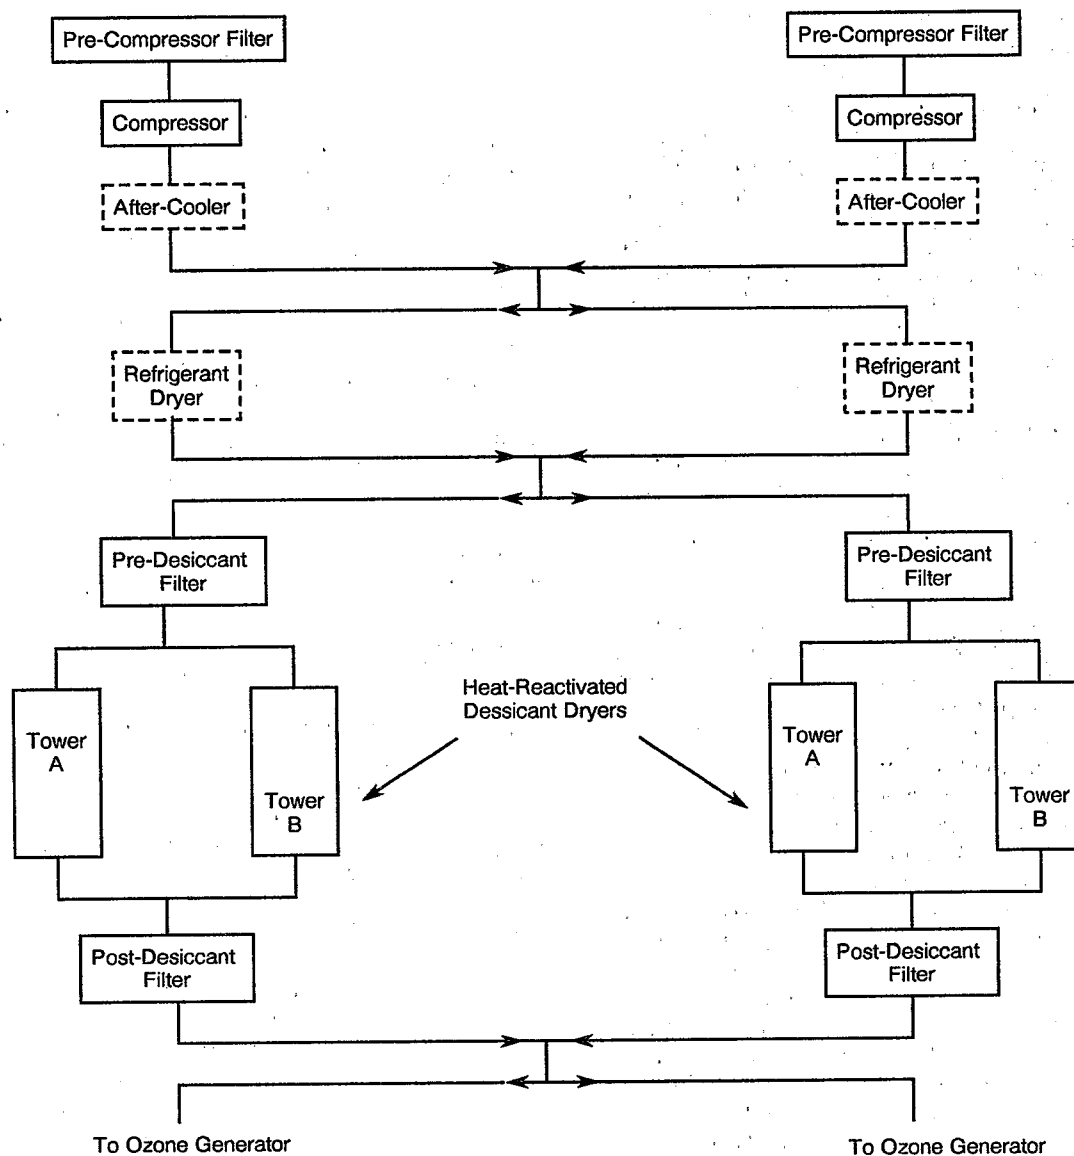 Pre-Compressor Filter
Pre-Compressor Filter
Compressor
Compressor
After-Cooler
After-Cooler
Refrigerant
Dryer
Refrigerant
Dryer
Pre-Desiccant
Filter
Pre-Desiccant
Filter
Tower
A
Tower
B
Heat-Reactivated
Dessicant Dryers
Tower
A
Tower
B
Post-Desiccant
Filter
Post-Desiccant
Filter
To Ozone Generator
To Ozone Generator